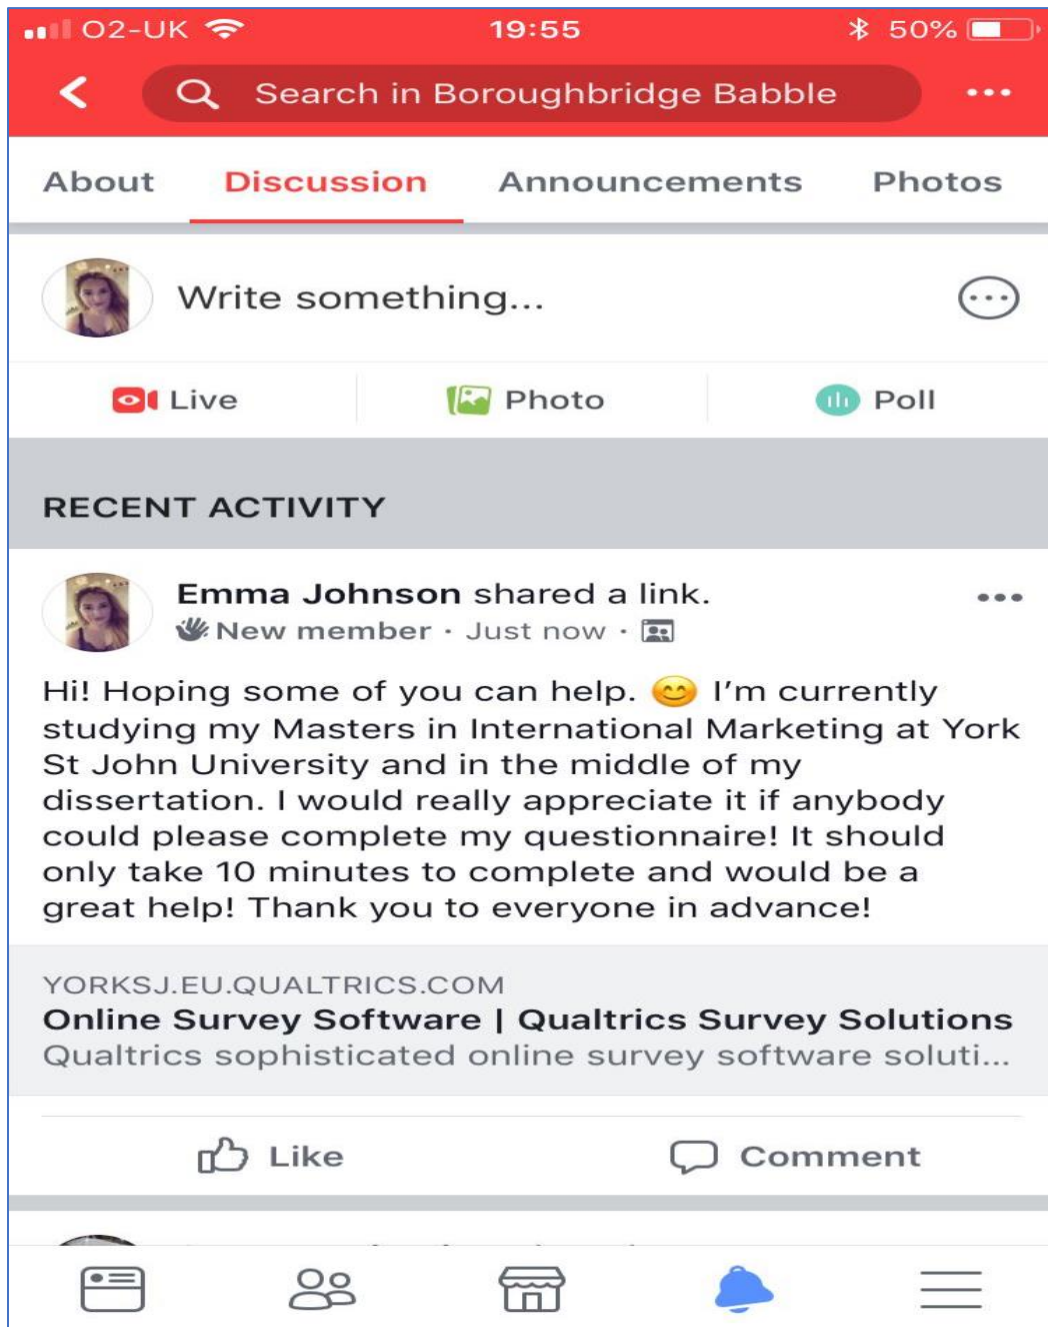 O2-UK 19:55 50%
Search in Boroughbridge Babble
About Discussion Announcements Photos
Write something...
Live Photo Poll
RECENT ACTIVITY
Emma Johnson shared a link.
New member · Just now ·
Hi! Hoping some of you can help. 😊 I'm currently
studying my Masters in International Marketing at York
St John University and in the middle of my
dissertation. I would really appreciate it if anybody
could please complete my questionnaire! It should
only take 10 minutes to complete and would be a
great help! Thank you to everyone in advance!
YORKSJ.EU.QUALTRICS.COM
Online Survey Software | Qualtrics Survey Solutions
Qualtrics sophisticated online survey software soluti...
Like Comment